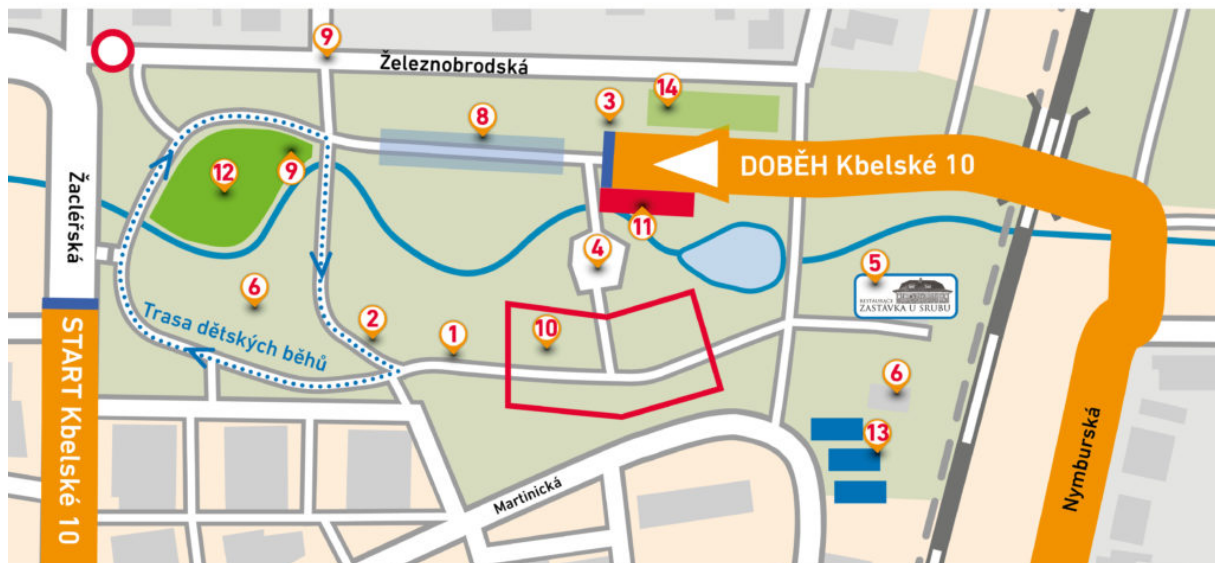 9
Železnobrodská
14
3
8
DOBĚH Kbelské 10
12
9
11
Žacléřská
4
5
RESTAURACE
ZASTÁVKA U SRUBU
6
Trasa dětských běhů
2
1
10
START Kbelské 10
6
13
Martinická
Nymburská